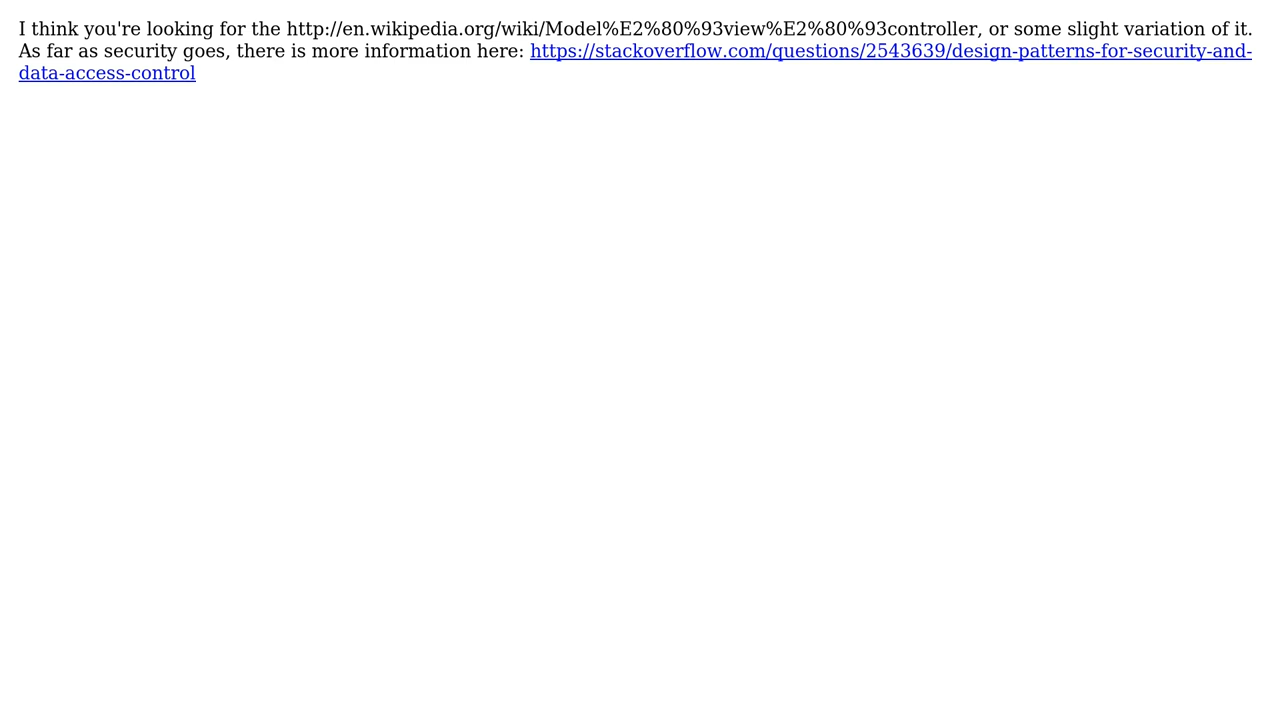 I think you're looking for the http://en.wikipedia.org/wiki/Model%E2%80%93view%E2%80%93controller, or some slight variation of it.
As far as security goes, there is more information here: https://stackoverflow.com/questions/2543639/design-patterns-for-security-and-
data-access-control